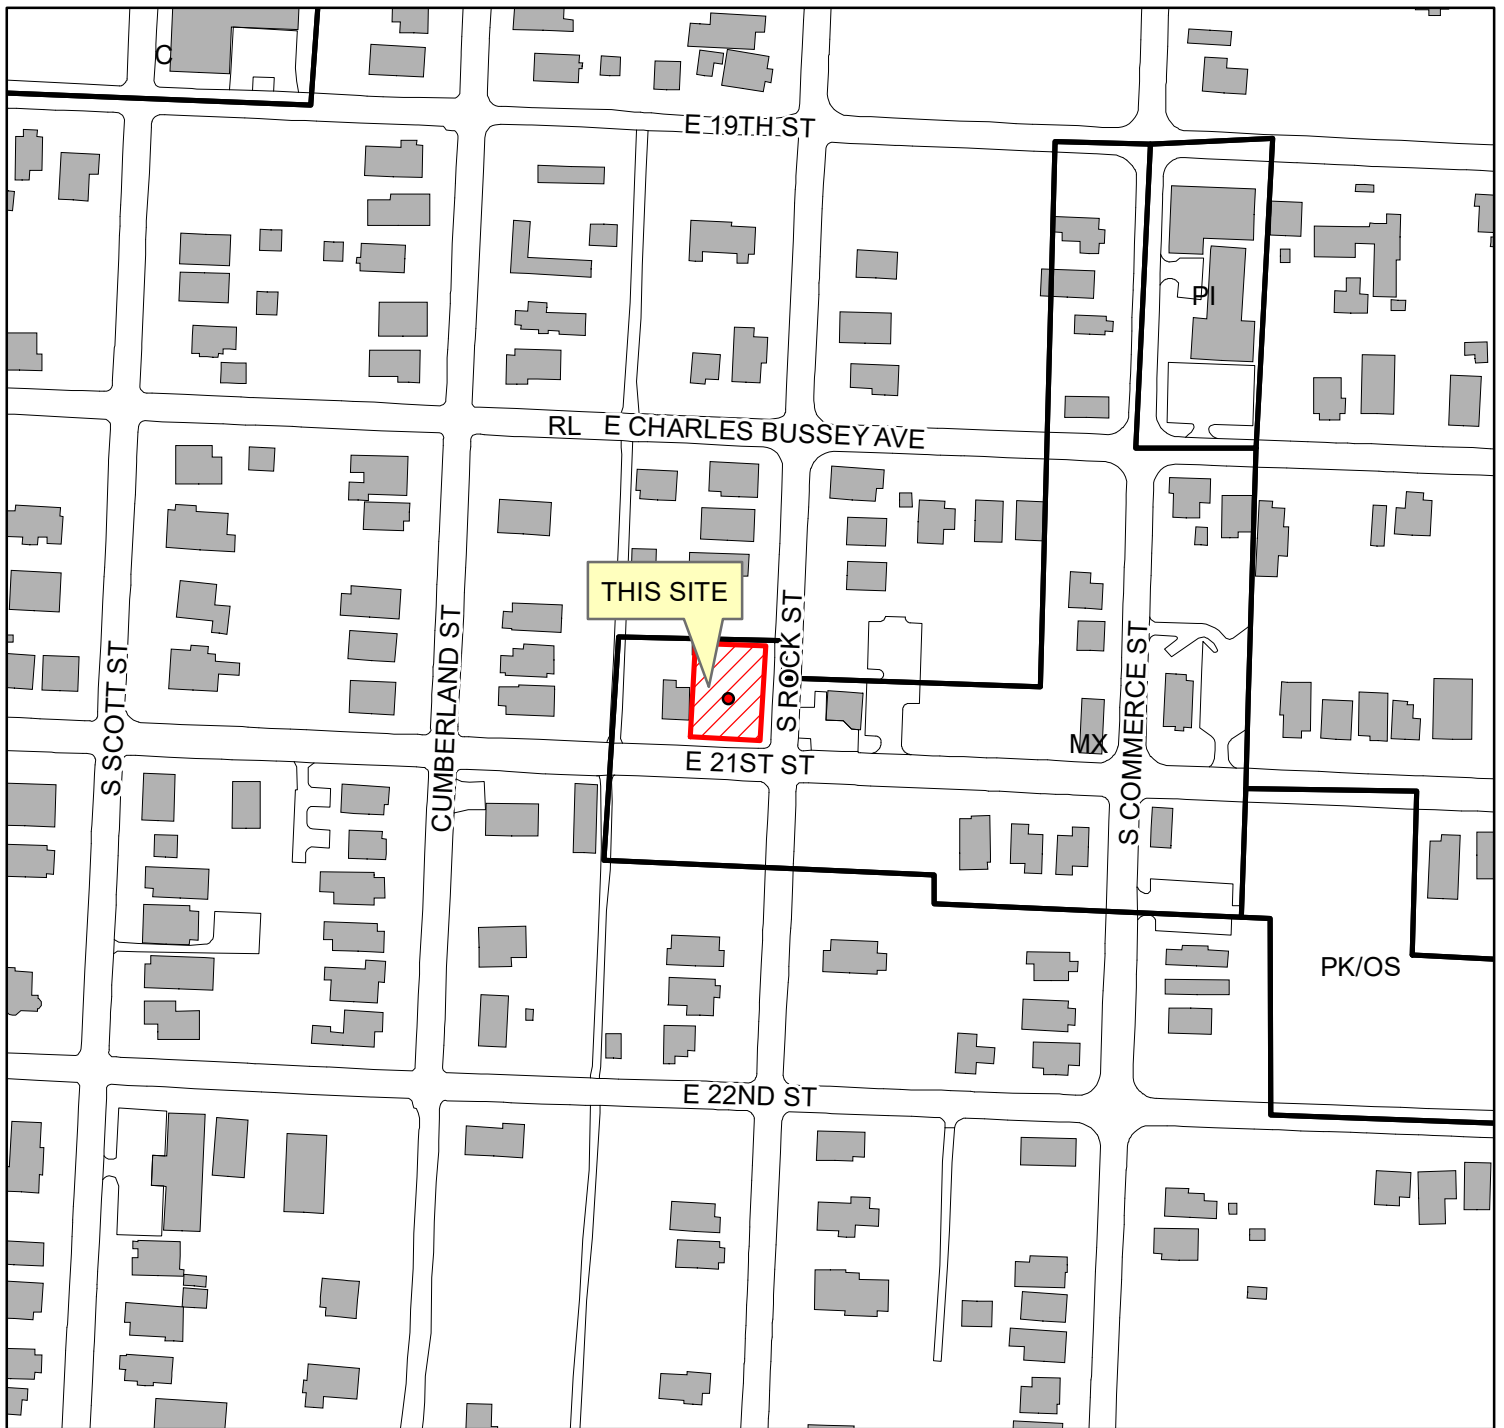 C
E 19TH ST
PI
RL
E CHARLES BUSSEY AVE
THIS SITE
S SCOTT ST
CUMBERLAND ST
S ROCK ST
O
S COMMERCE ST
MX
E 21ST ST
PK/OS
E 22ND ST